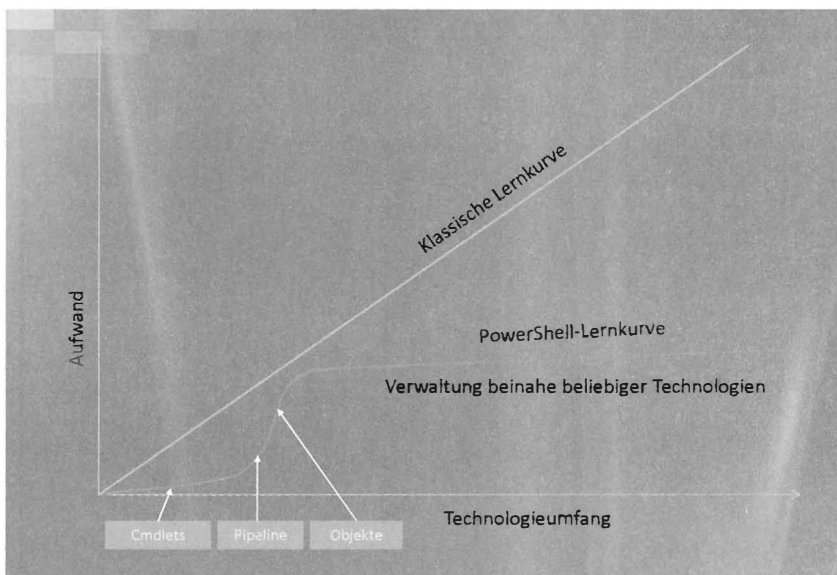 Klassische Lernkurve
Aufwand
PowerShell-Lernkurve
Verwaltung beinahe beliebiger Technologien
Technologieumfang
Cmdlets
Pipeline
Objekte